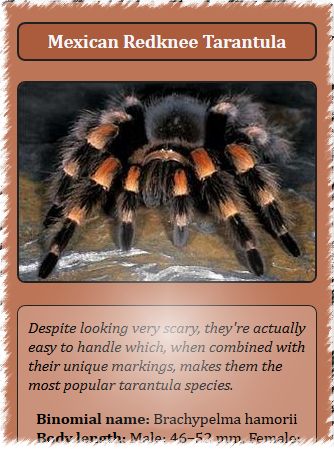 Mexican Redknee Tarantula
Despite looking very scary, they're actually
easy to handle which, when combined with
their unique markings, makes them the
most popular tarantula species.
Binomial name: Brachypelma hamorii
Body length: Male: 46–52 mm, Female: